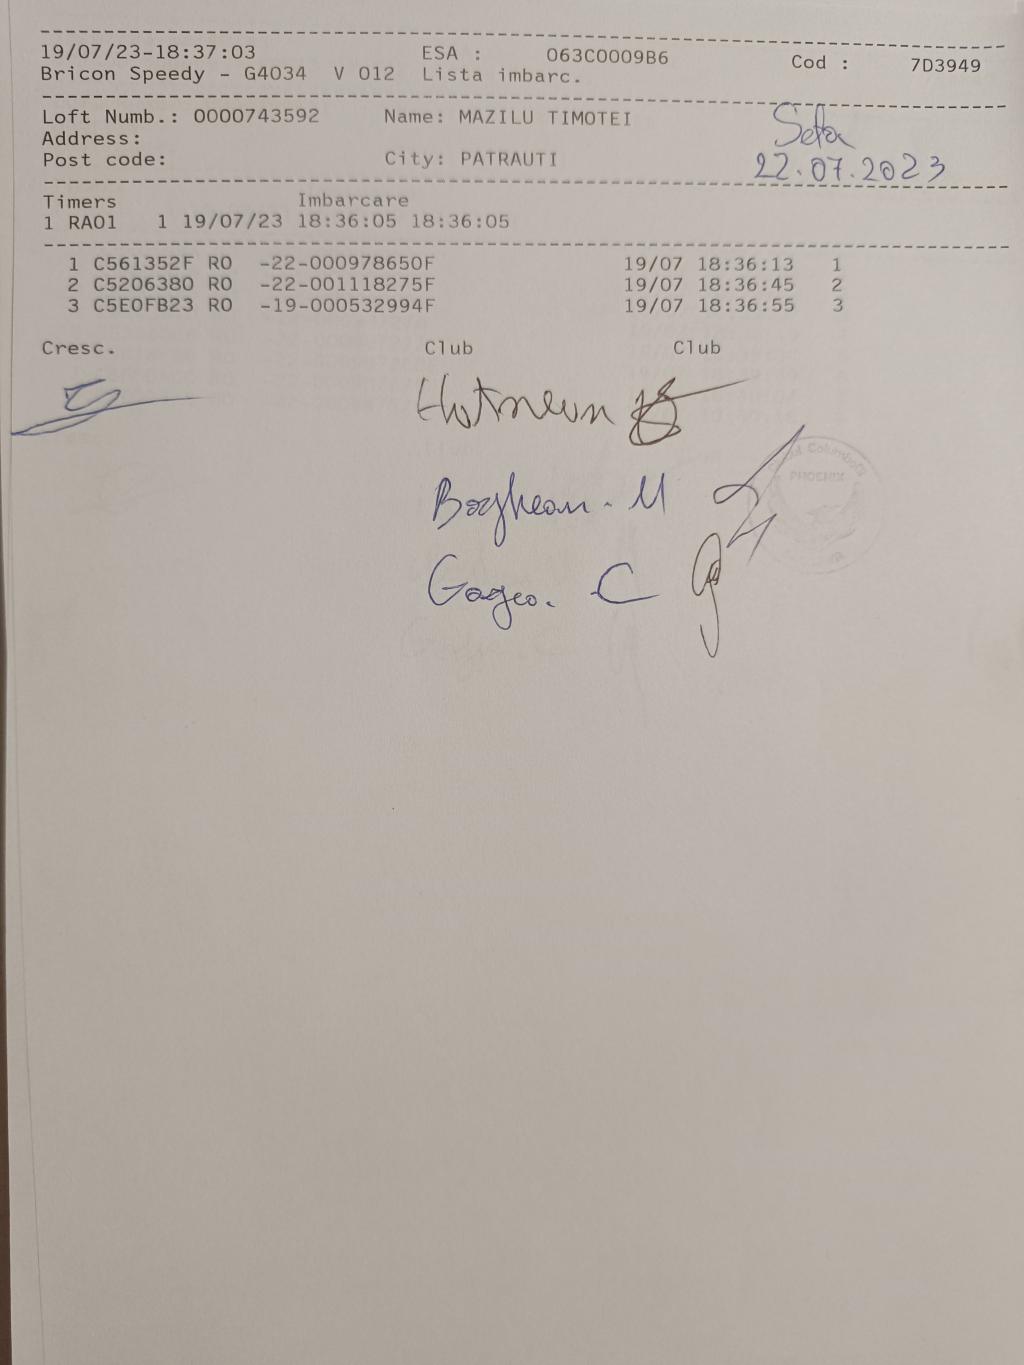 19/07/23-18:37:03 ESA : 063C0009B6 Cod : 7D3949
Bricon Speedy - G4034 V 012 Lista imbarc.
Loft Numb.: 0000743592 Name: MAZILU TIMOTEI
Address:
Post code: City: PATRAUTI
Seta
22.07.2023
Timers Imbarcare
1 RA01 1 19/07/23 18:36:05 18:36:05
1 C561352F RO -22-000978650F 19/07 18:36:13 1
2 C5206380 RO -22-001118275F 19/07 18:36:45 2
3 C5E0FB23 RO -19-000532994F 19/07 18:36:55 3
Cresc. Club Club
PHOENIX
M
C